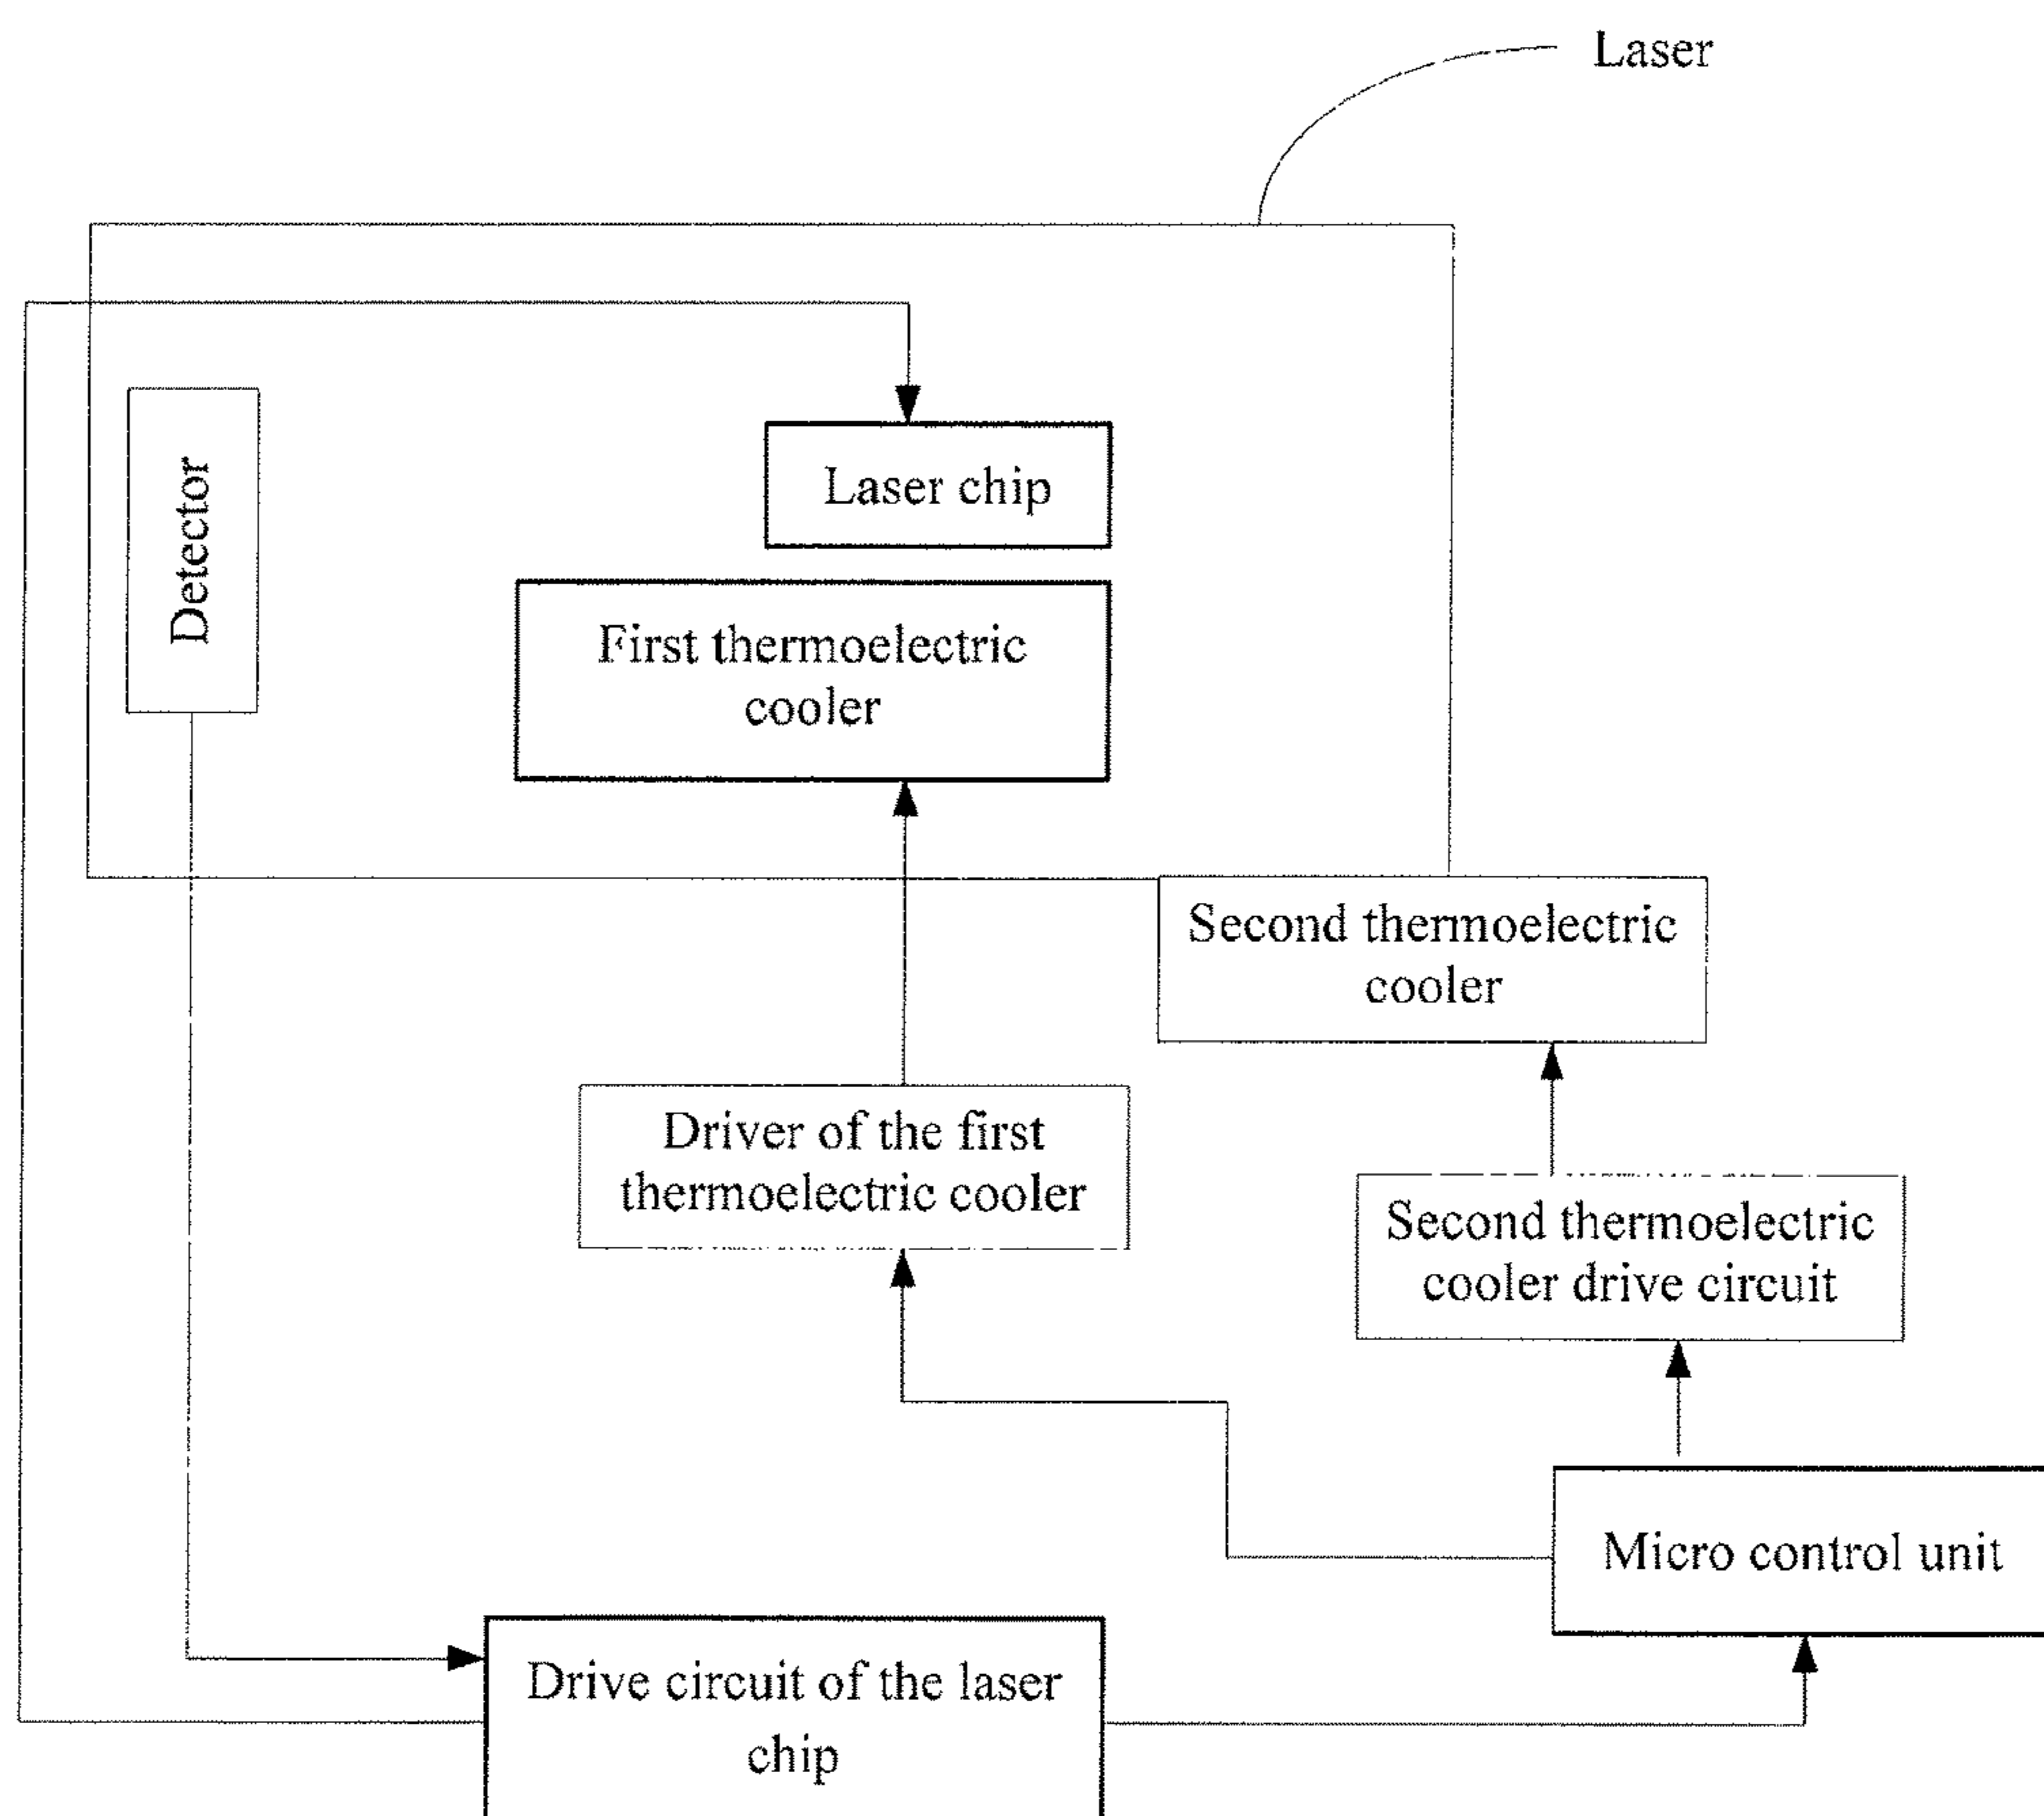 Laser
Detector
Laser chip
First thermoelectric
cooler
Second thermoelectric
cooler
Driver of the first
thermoelectric cooler
Second thermoelectric
cooler drive circuit
Micro control unit
Drive circuit of the laser
chip